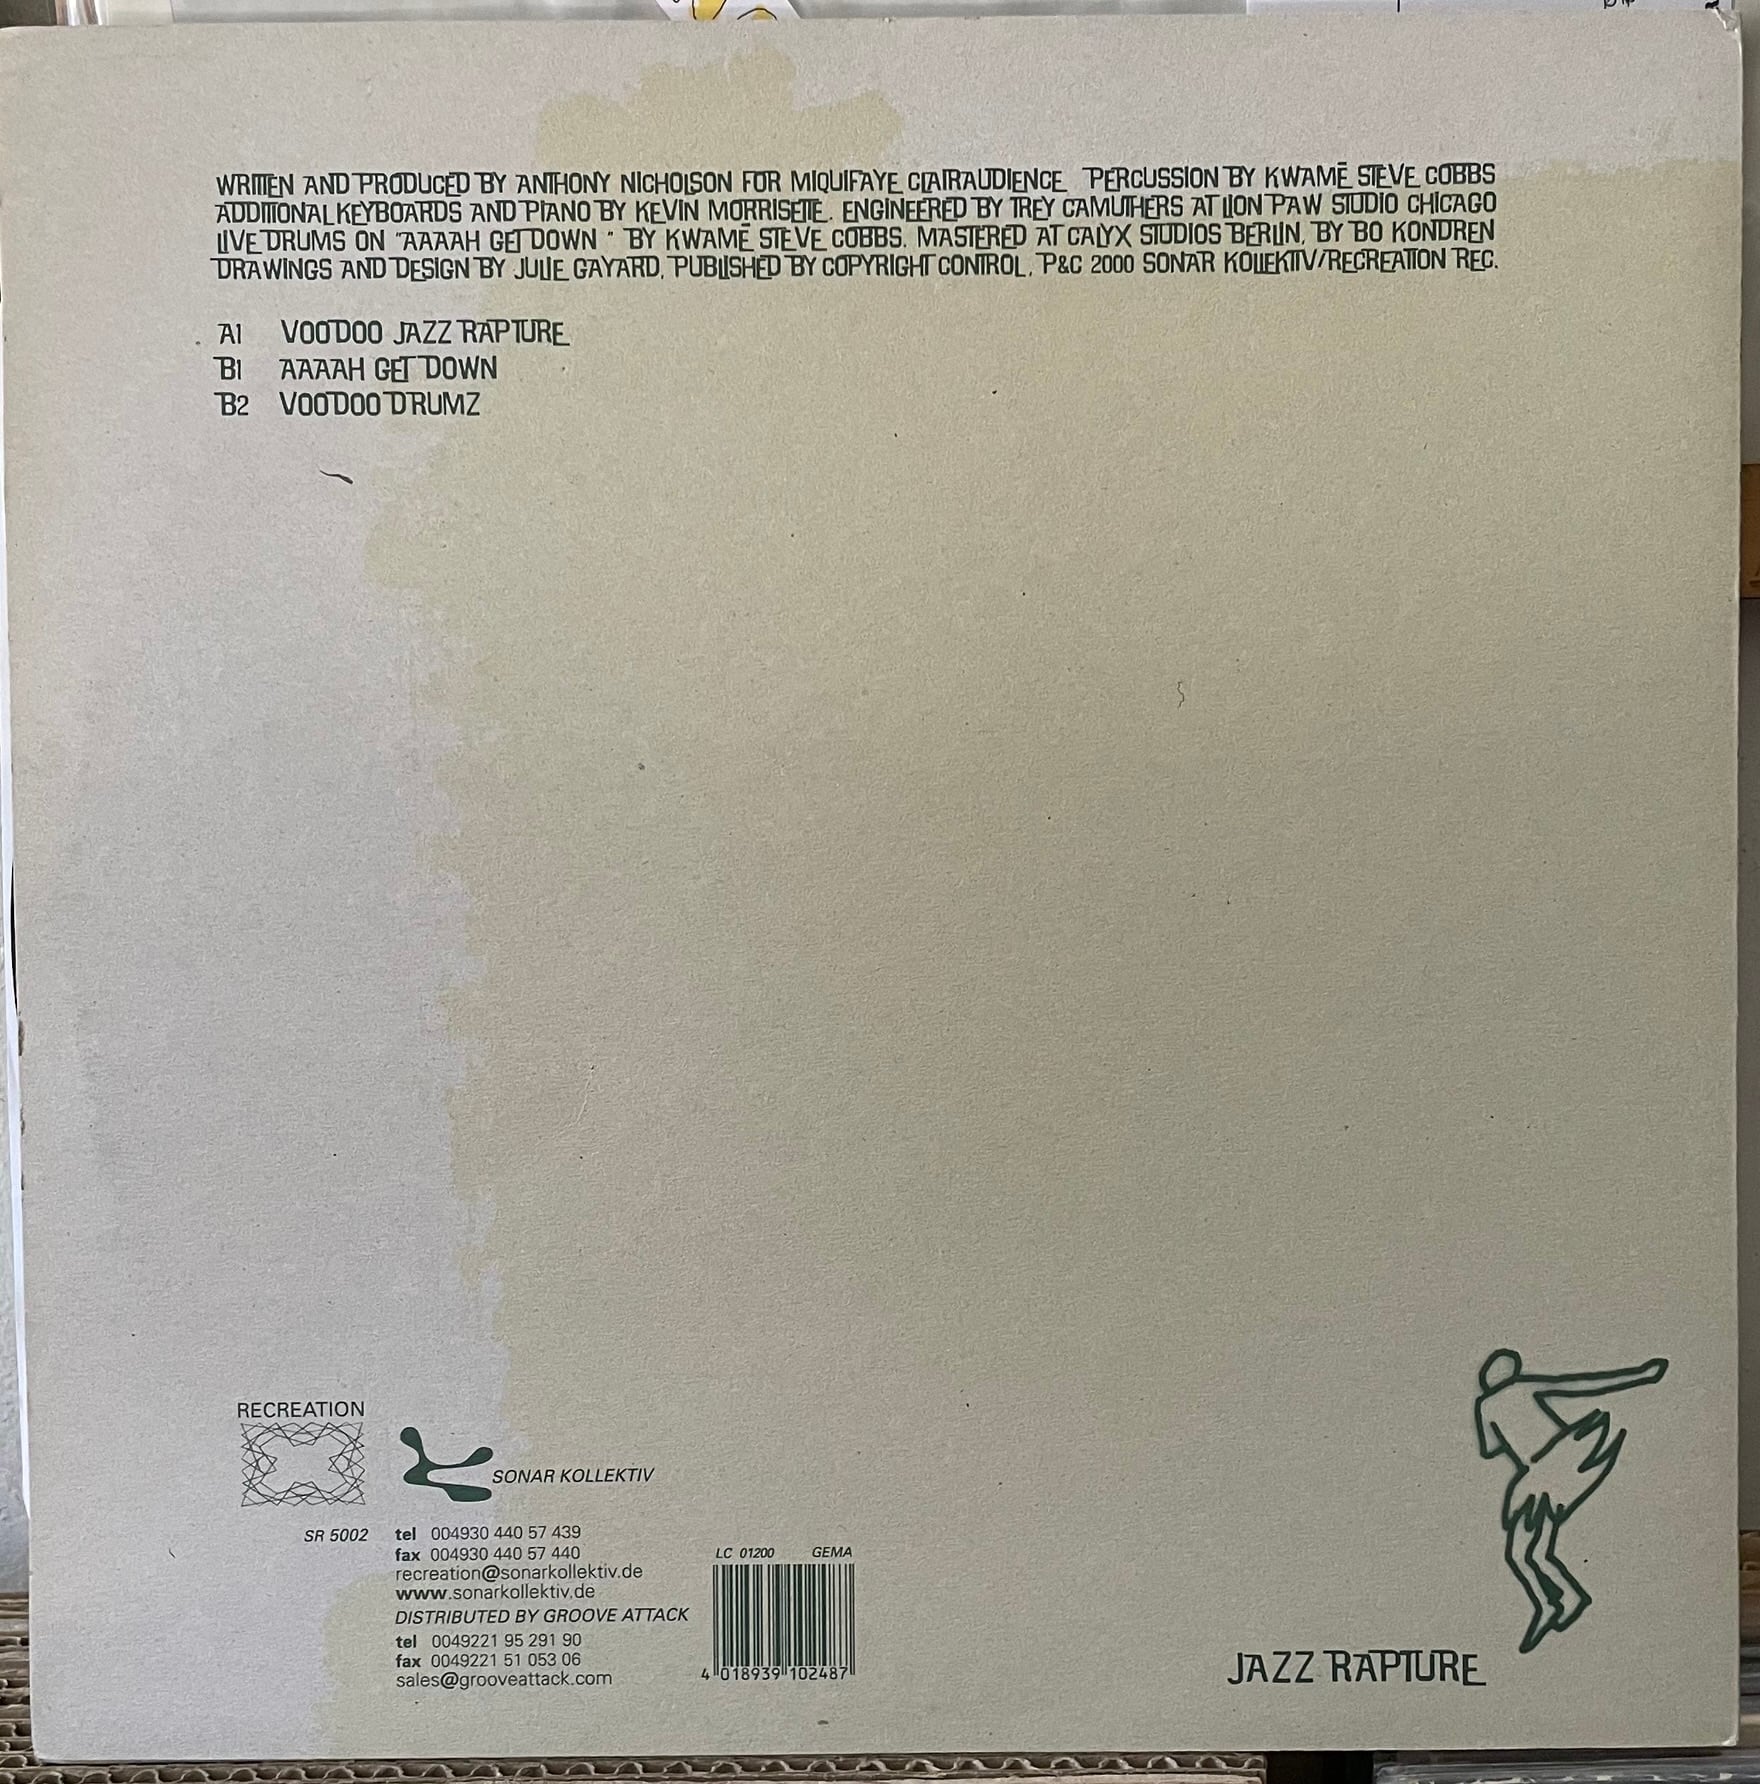 WRITTEN AND PRODUCED BY ANTHONY NICHOLSON FOR MIQUIFAYE CLAIRAUDIENCE PERCUSSION BY KWAMĒ STEVE COBBS
ADDITIONAL KEYBOARDS AND PIANO BY KEVIN MORRISETTE. ENGINEERED BY TREY CAMUTHERS AT LION PAW STUDIO CHICAGO
LIVE DRUMS ON "AAAAH GET DOWN " BY KWAMĒ STEVE COBBS. MASTERED AT CALYX STUDIOS BERLIN, BY BO KONDREN
DRAWINGS AND DESIGN BY JULIE GAYARD, PUBLISHED BY COPYRIGHT CONTROL, P&C 2000 SONAR KOLLEKTIV/RECREATION REC.
A1 VOODOO JAZZ RAPTURE
B1 AAAAH GET DOWN
B2 VOODOO DRUMZ
RECREATION
SONAR KOLLEKTIV
SR 5002
tel 004930 440 57 439
fax 004930 440 57 440
recreation@sonarkollektiv.de
www.sonarkollektiv.de
DISTRIBUTED BY GROOVE ATTACK
tel 0049221 95 291 90
fax 0049221 51 053 06
sales@grooveattack.com
LC 01200 GEMA
4 018939 102487
JAZZ RAPTURE